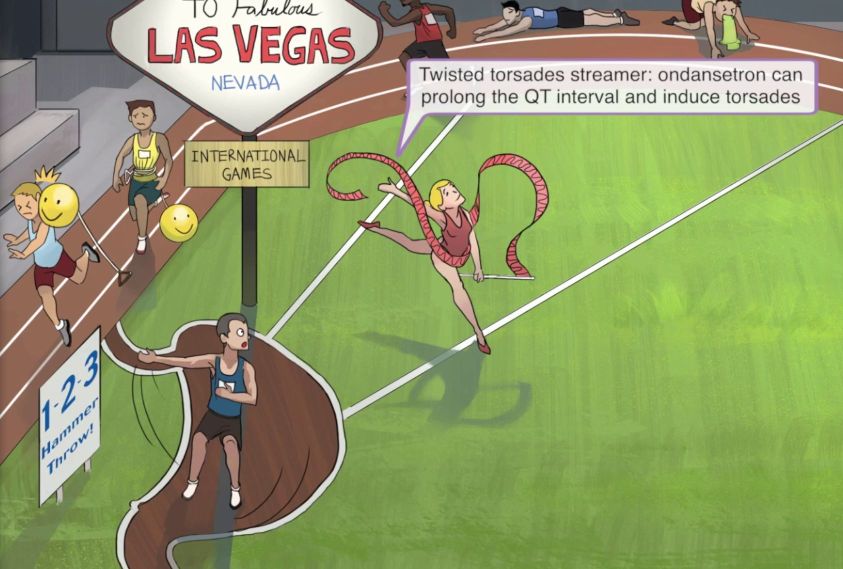 TO Fabulous
LAS VEGAS
NEVADA
Twisted torsades streamer: ondansetron can
prolong the QT interval and induce torsades
INTERNATIONAL
GAMES
1-2-3
Hammer
Throw!